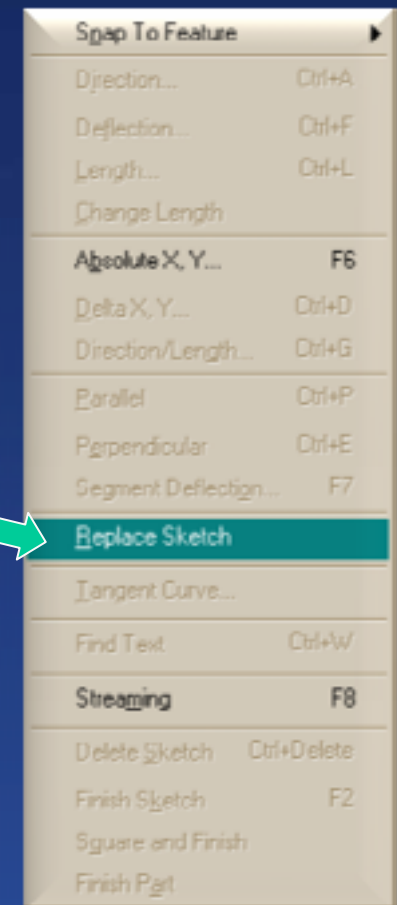 Snap To Feature
Direction... Ctrl+A
Deflection... Ctrl+F
Length... Ctrl+L
Change Length
Absolute X, Y... F6
Delta X, Y... Ctrl+D
Direction/Length... Ctrl+G
Parallel Ctrl+P
Perpendicular Ctrl+E
Segment Deflection... F7
Replace Sketch
Tangent Curve...
Find Text Ctrl+W
Streaming F8
Delete Sketch Ctrl+Delete
Finish Sketch F2
Square and Finish
Finish Part